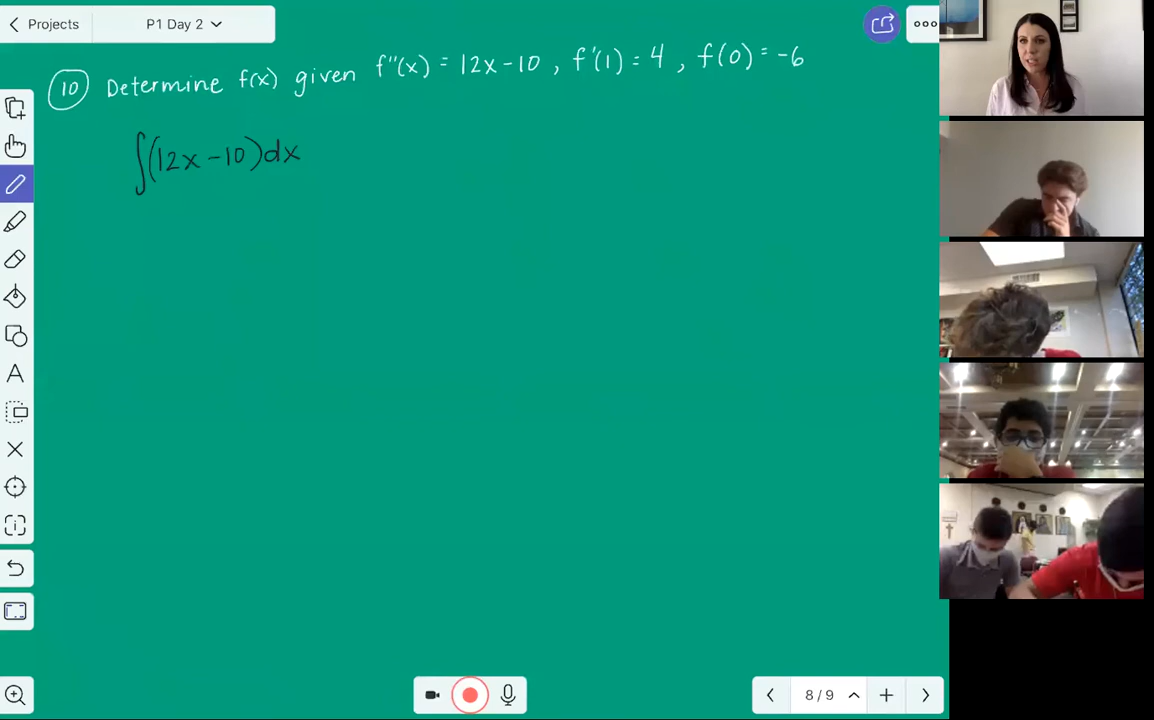 Projects
P1 Day 2
10 Determine f(x) given f''(x) = 12x-10, f'(1) = 4, f(0) = -6
∫(12x-10)dx
A
8 / 9